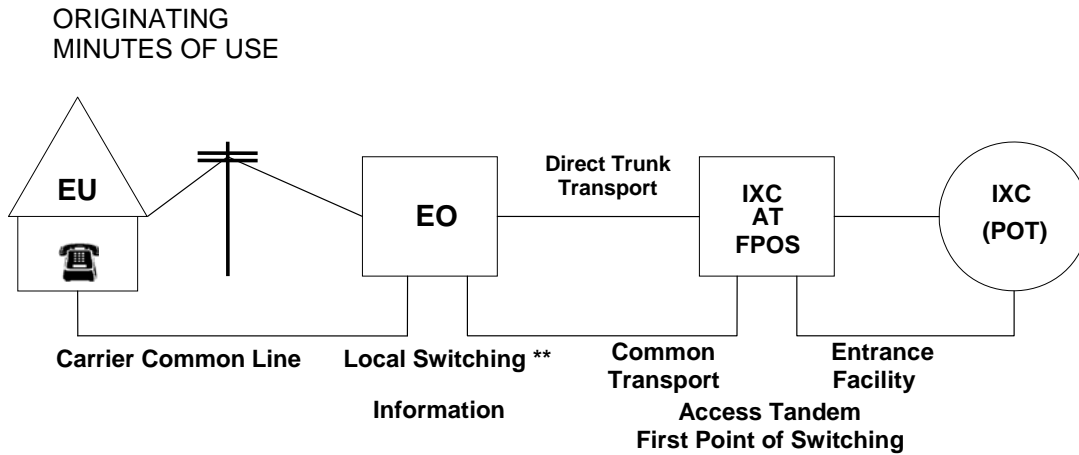 ORIGINATING
MINUTES OF USE
EU
EO
Direct Trunk
Transport
IXC
AT
FPOS
IXC
(POT)
Carrier Common Line
Local Switching **
Common
Transport
Entrance
Facility
Information
Access Tandem
First Point of Switching